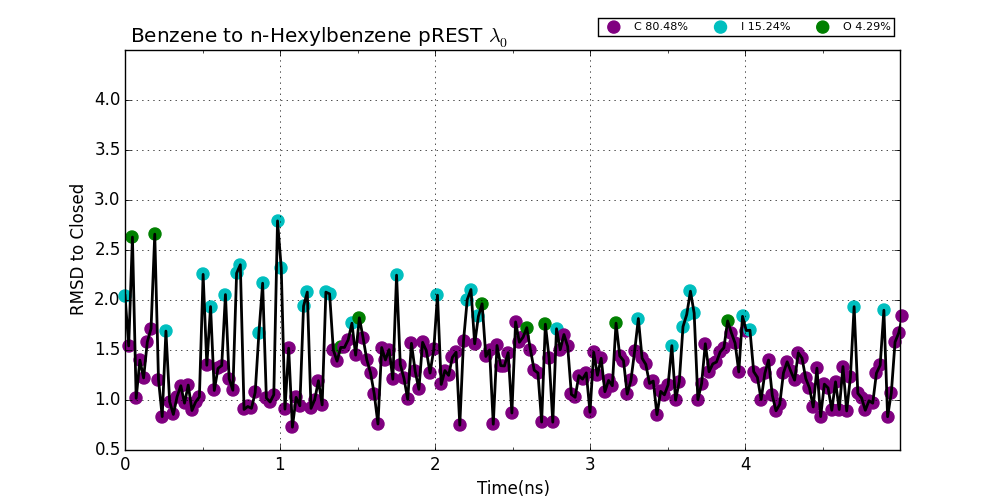 Benzene to n-Hexylbenzene pREST λ0
C 80.48% I 15.24% O 4.29%
4.0
3.5
3.0
2.5
2.0
1.5
1.0
0.5
RMSD to Closed
0 1 2 3 4
Time(ns)